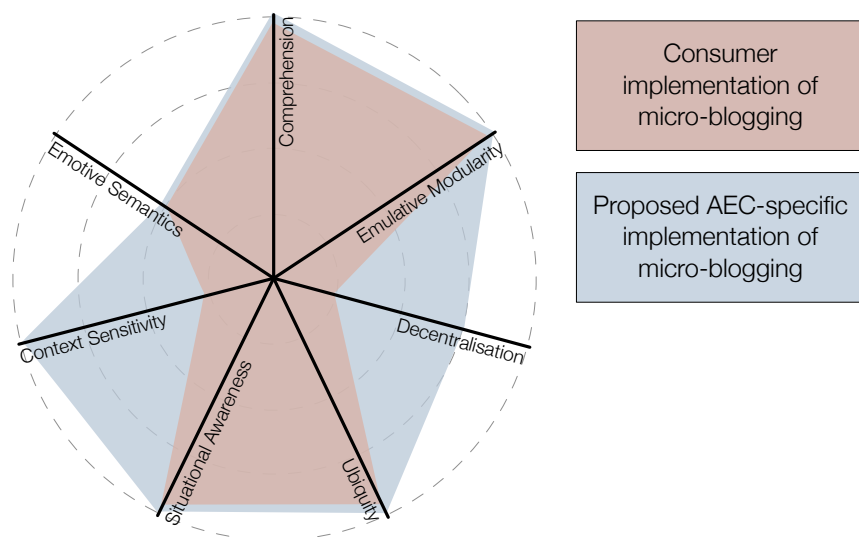 Comprehension
Emulative Modularity
Emotive Semantics
Context Sensitivity
Decentralisation
Situational Awareness
Ubiquity
Consumer
implementation of
micro-blogging
Proposed AEC-specific
implementation of
micro-blogging